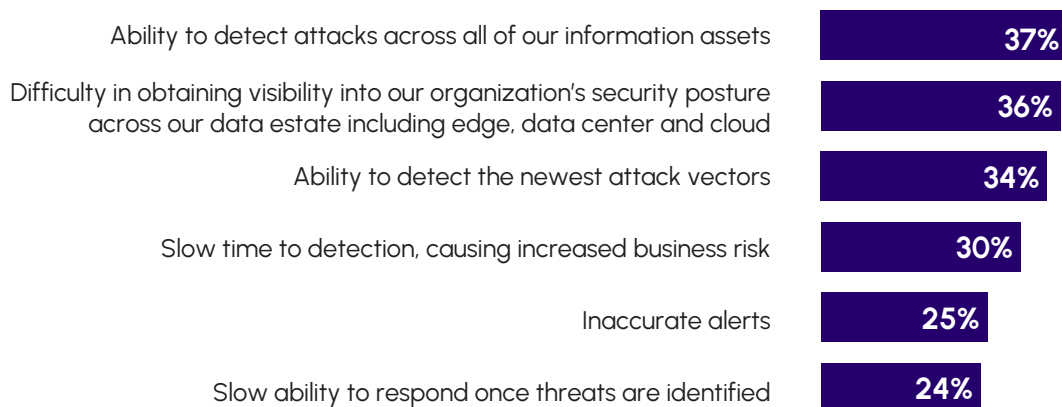 Ability to detect attacks across all of our information assets
37%
Difficulty in obtaining visibility into our organization’s security posture
across our data estate including edge, data center and cloud
36%
Ability to detect the newest attack vectors
34%
Slow time to detection, causing increased business risk
30%
Inaccurate alerts
25%
Slow ability to respond once threats are identified
24%